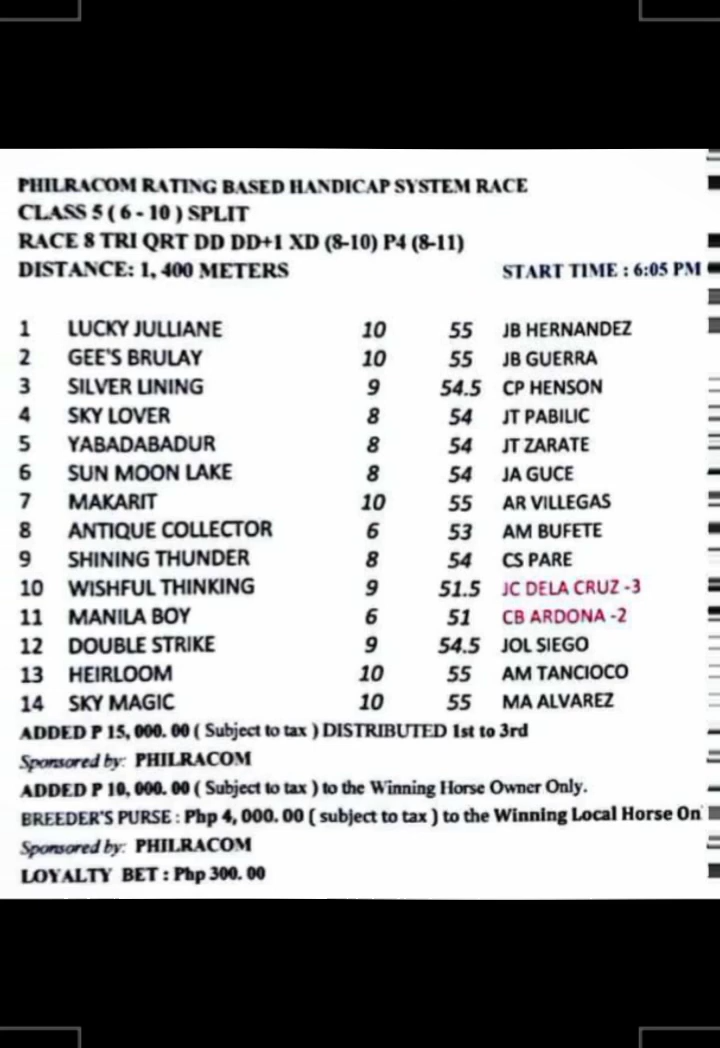 PHILRACOM RATING BASED HANDICAP SYSTEM RACE
CLASS 5 ( 6 - 10 ) SPLIT
RACE 8 TRI QRT DD DD+1 XD (8-10) P4 (8-11)
DISTANCE: 1, 400 METERS START TIME : 6:05 PM
1 LUCKY JULLIANE 10 55 JB HERNANDEZ
2 GEE'S BRULAY 10 55 JB GUERRA
3 SILVER LINING 9 54.5 CP HENSON
4 SKY LOVER 8 54 JT PABILIC
5 YABADABADUR 8 54 JT ZARATE
6 SUN MOON LAKE 8 54 JA GUCE
7 MAKARIT 10 55 AR VILLEGAS
8 ANTIQUE COLLECTOR 6 53 AM BUFETE
9 SHINING THUNDER 8 54 CS PARE
10 WISHFUL THINKING 9 51.5 JC DELA CRUZ -3
11 MANILA BOY 6 51 CB ARDONA -2
12 DOUBLE STRIKE 9 54.5 JOL SIEGO
13 HEIRLOOM 10 55 AM TANCIOCO
14 SKY MAGIC 10 55 MA ALVAREZ
ADDED P 15, 000. 00 ( Subject to tax ) DISTRIBUTED 1st to 3rd
Sponsored by: PHILRACOM
ADDED P 10, 000. 00 ( Subject to tax ) to the Winning Horse Owner Only.
BREEDER'S PURSE : Php 4, 000. 00 ( subject to tax ) to the Winning Local Horse On
Sponsored by: PHILRACOM
LOYALTY BET : Php 300. 00